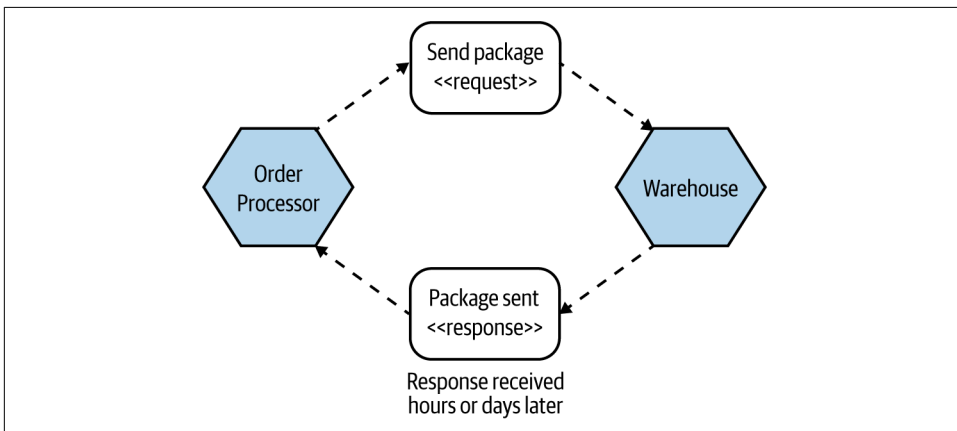 Send package
<<request>>
Order
Processor
Warehouse
Package sent
<<response>>
Response received
hours or days later